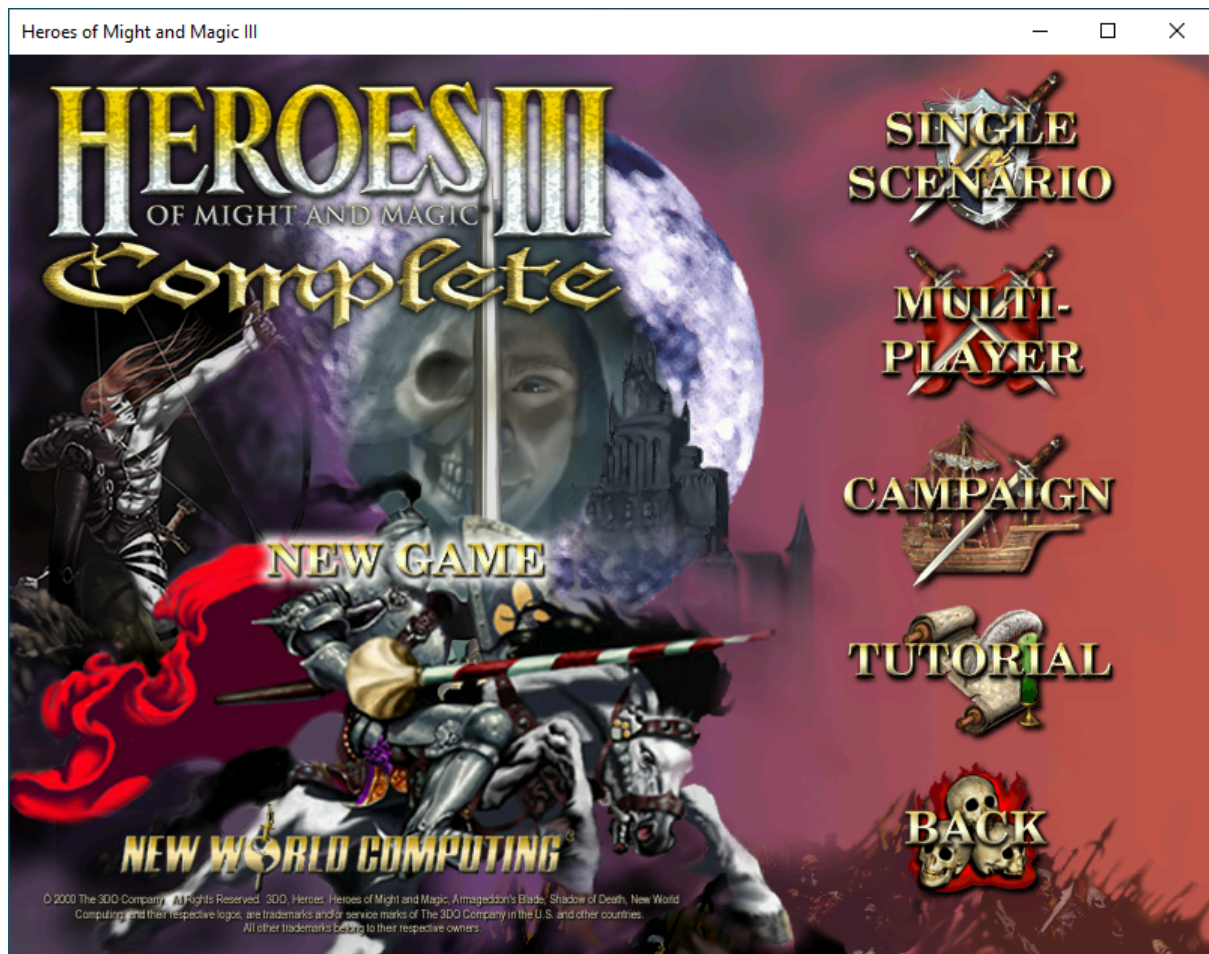 Heroes of Might and Magic III
HEROES III
OF MIGHT AND MAGIC®
Complete
NEW GAME
SINGLE
SCENARIO
MULTI-
PLAYER
CAMPAIGN
TUTORIAL
BACK
NEW WORLD COMPUTING®
Ó 2000 The 3DO Company. All Rights Reserved. 3DO, Heroes, Heroes of Might and Magic, Armageddon's Blade, Shadow of Death, New World
Computing, and their respective logos, are trademarks and/or service marks of The 3DO Company in the U.S. and other countries.
All other trademarks belong to their respective owners.